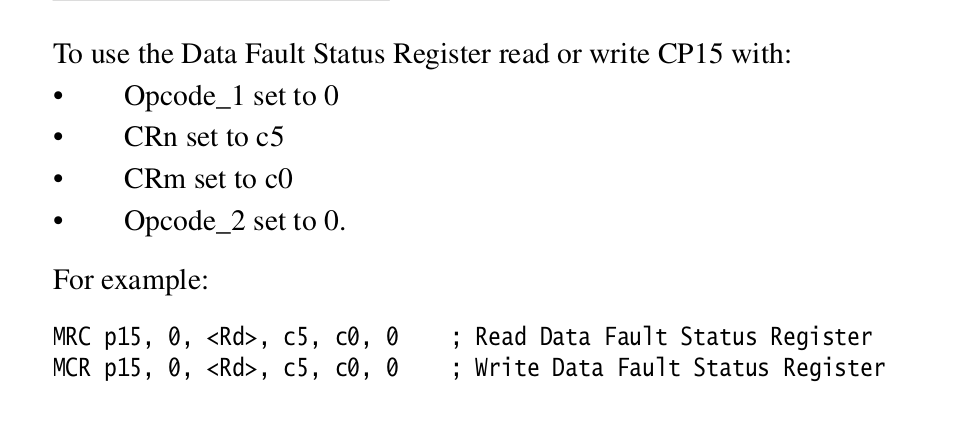 To use the Data Fault Status Register read or write CP15 with:
• Opcode_1 set to 0
• CRn set to c5
• CRm set to c0
• Opcode_2 set to 0.
For example:
MRC p15, 0, <Rd>, c5, c0, 0    ; Read Data Fault Status Register
MCR p15, 0, <Rd>, c5, c0, 0    ; Write Data Fault Status Register